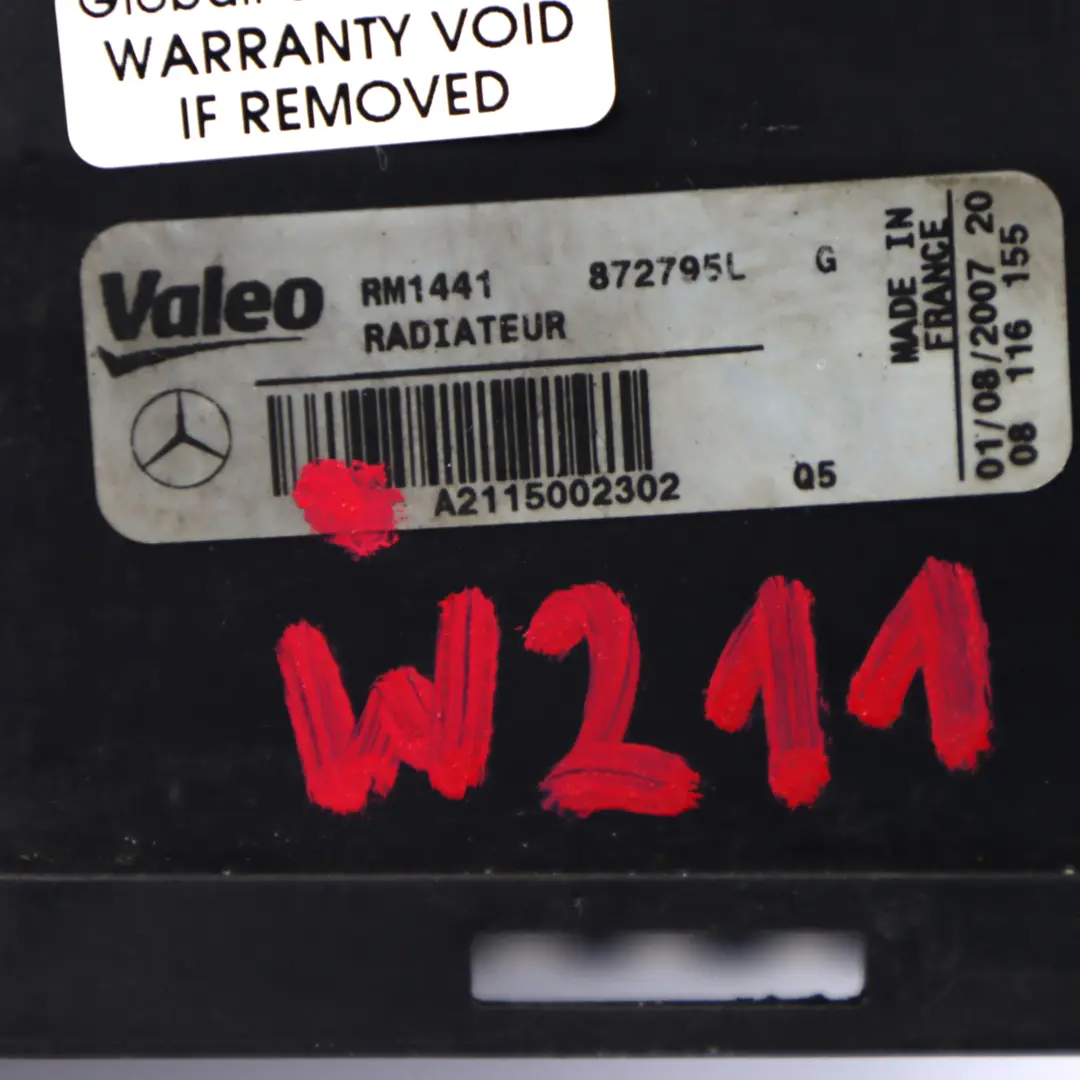 WARRANTY VOID
IF REMOVED
Valeo
RM1441 872795L G
RADIATEUR
A2115002302
Q5
MADE IN
FRANCE
01/08/2007 20
08 116 155
W211